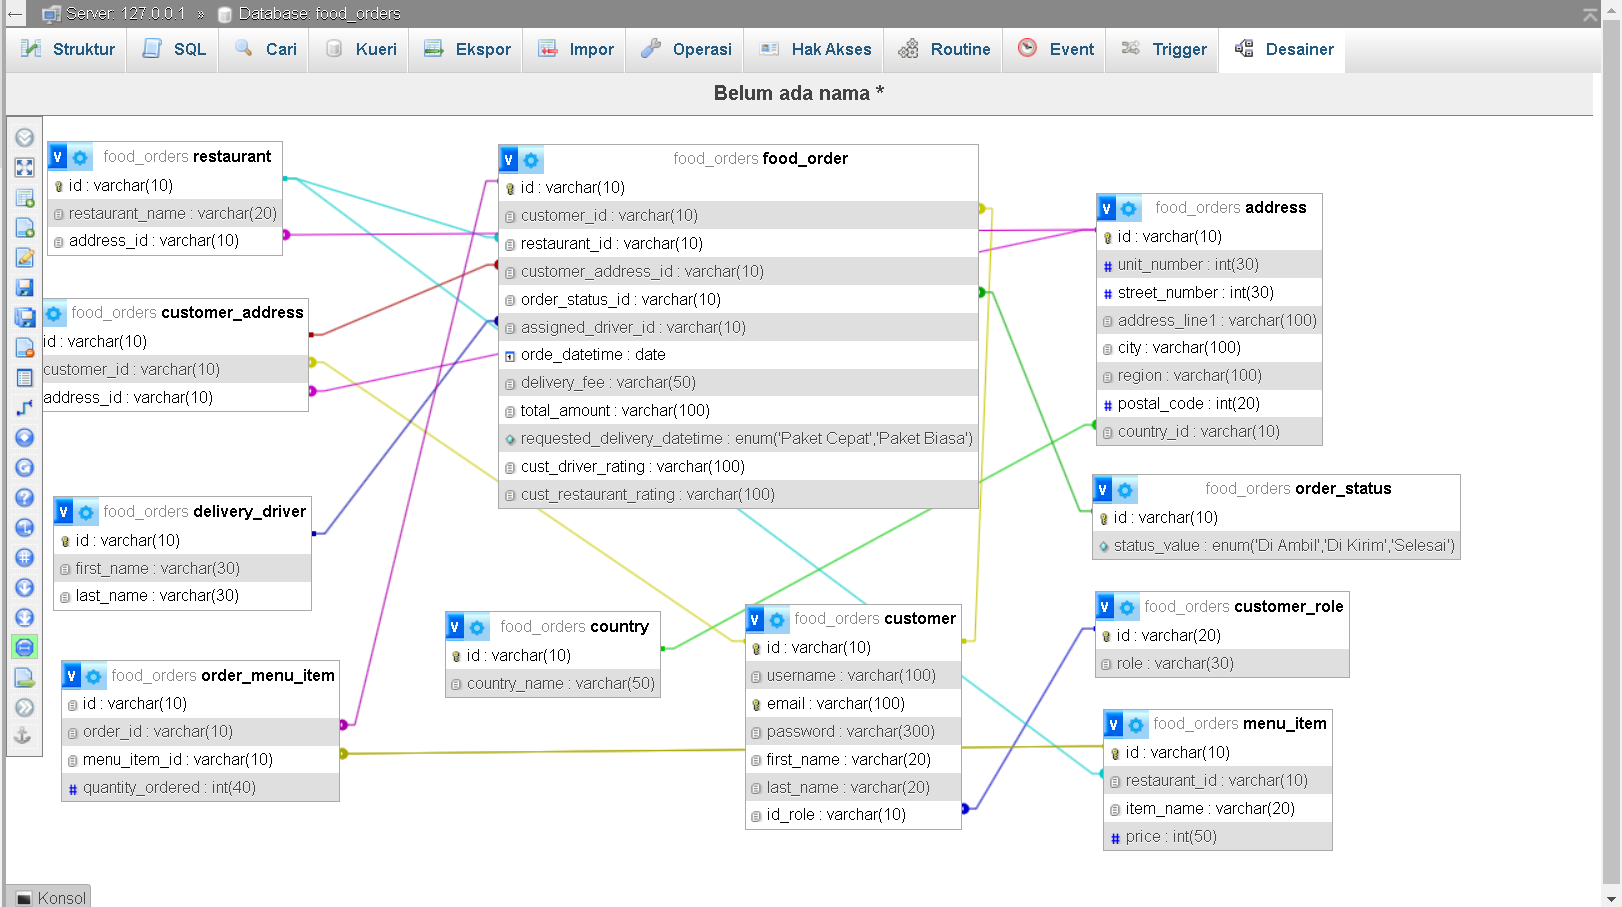 Server: 127.0.0.1 » Database: food_orders
Struktur SQL Cari Kueri Ekspor Impor Operasi Hak Akses Routine Event Trigger Desainer
Belum ada nama *
V food_orders restaurant
id : varchar(10)
restaurant_name : varchar(20)
address_id : varchar(10)
food_orders customer_address
id : varchar(10)
customer_id : varchar(10)
address_id : varchar(10)
V food_orders delivery_driver
id : varchar(10)
first_name : varchar(30)
last_name : varchar(30)
V food_orders order_menu_item
id : varchar(10)
order_id : varchar(10)
menu_item_id : varchar(10)
# quantity_ordered : int(40)
V food_orders food_order
id : varchar(10)
customer_id : varchar(10)
restaurant_id : varchar(10)
customer_address_id : varchar(10)
order_status_id : varchar(10)
assigned_driver_id : varchar(10)
orde_datetime : date
delivery_fee : varchar(50)
total_amount : varchar(100)
requested_delivery_datetime : enum('Paket Cepat','Paket Biasa')
cust_driver_rating : varchar(100)
cust_restaurant_rating : varchar(100)
V food_orders country
id : varchar(10)
country_name : varchar(50)
V food_orders customer
id : varchar(10)
username : varchar(100)
email : varchar(100)
password : varchar(300)
first_name : varchar(20)
last_name : varchar(20)
id_role : varchar(10)
V food_orders address
id : varchar(10)
# unit_number : int(30)
# street_number : int(30)
address_line1 : varchar(100)
city : varchar(100)
region : varchar(100)
# postal_code : int(20)
country_id : varchar(10)
V food_orders order_status
id : varchar(10)
status_value : enum('Di Ambil','Di Kirim','Selesai')
V food_orders customer_role
id : varchar(20)
role : varchar(30)
V food_orders menu_item
id : varchar(10)
restaurant_id : varchar(10)
item_name : varchar(20)
# price : int(50)
Konsol